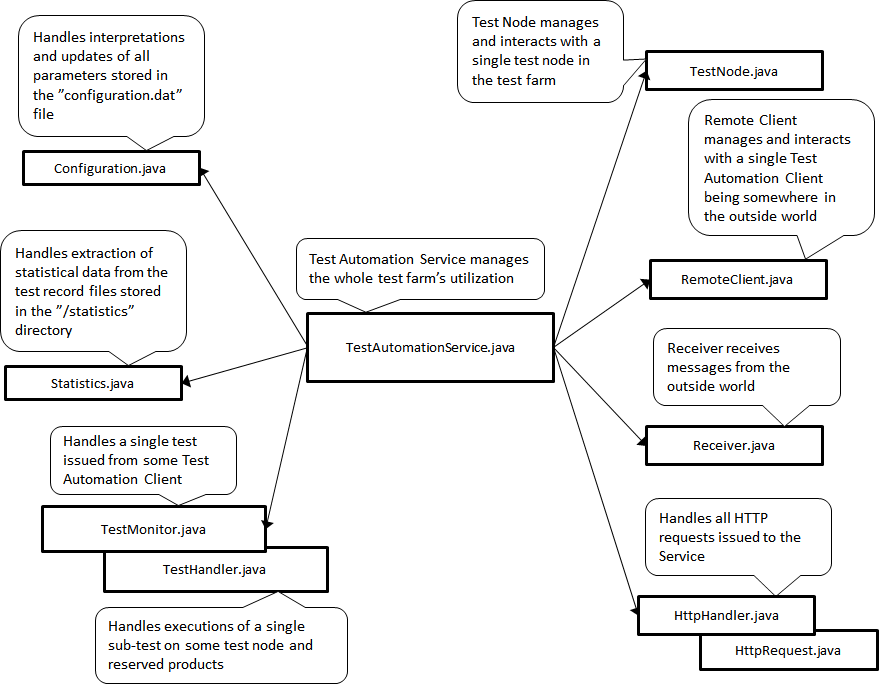 Handles interpretations
and updates of all
parameters stored in
the ”configuration.dat”
file
Configuration.java
Handles extraction of
statistical data from the
test record files stored
in the ”/statistics”
directory
Statistics.java
Handles a single test
issued from some Test
Automation Client
TestMonitor.java
TestHandler.java
Handles executions of a single
sub-test on some test node and
reserved products
Test Automation Service manages
the whole test farm’s utilization
TestAutomationService.java
Test Node manages
and interacts with a
single test node in
the test farm
TestNode.java
Remote Client
manages and interacts
with a single Test
Automation Client
being somewhere in
the outside world
RemoteClient.java
Receiver receives
messages from the
outside world
Receiver.java
Handles all HTTP
requests issued to the
Service
HttpHandler.java
HttpRequest.java